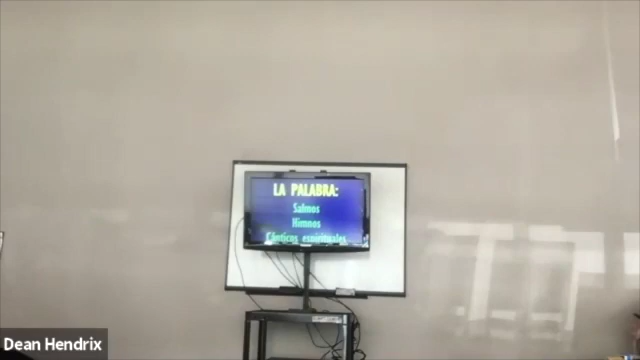 LA PALABRA:
Salmos
Himnos
Cánticos espirituales
Dean Hendrix